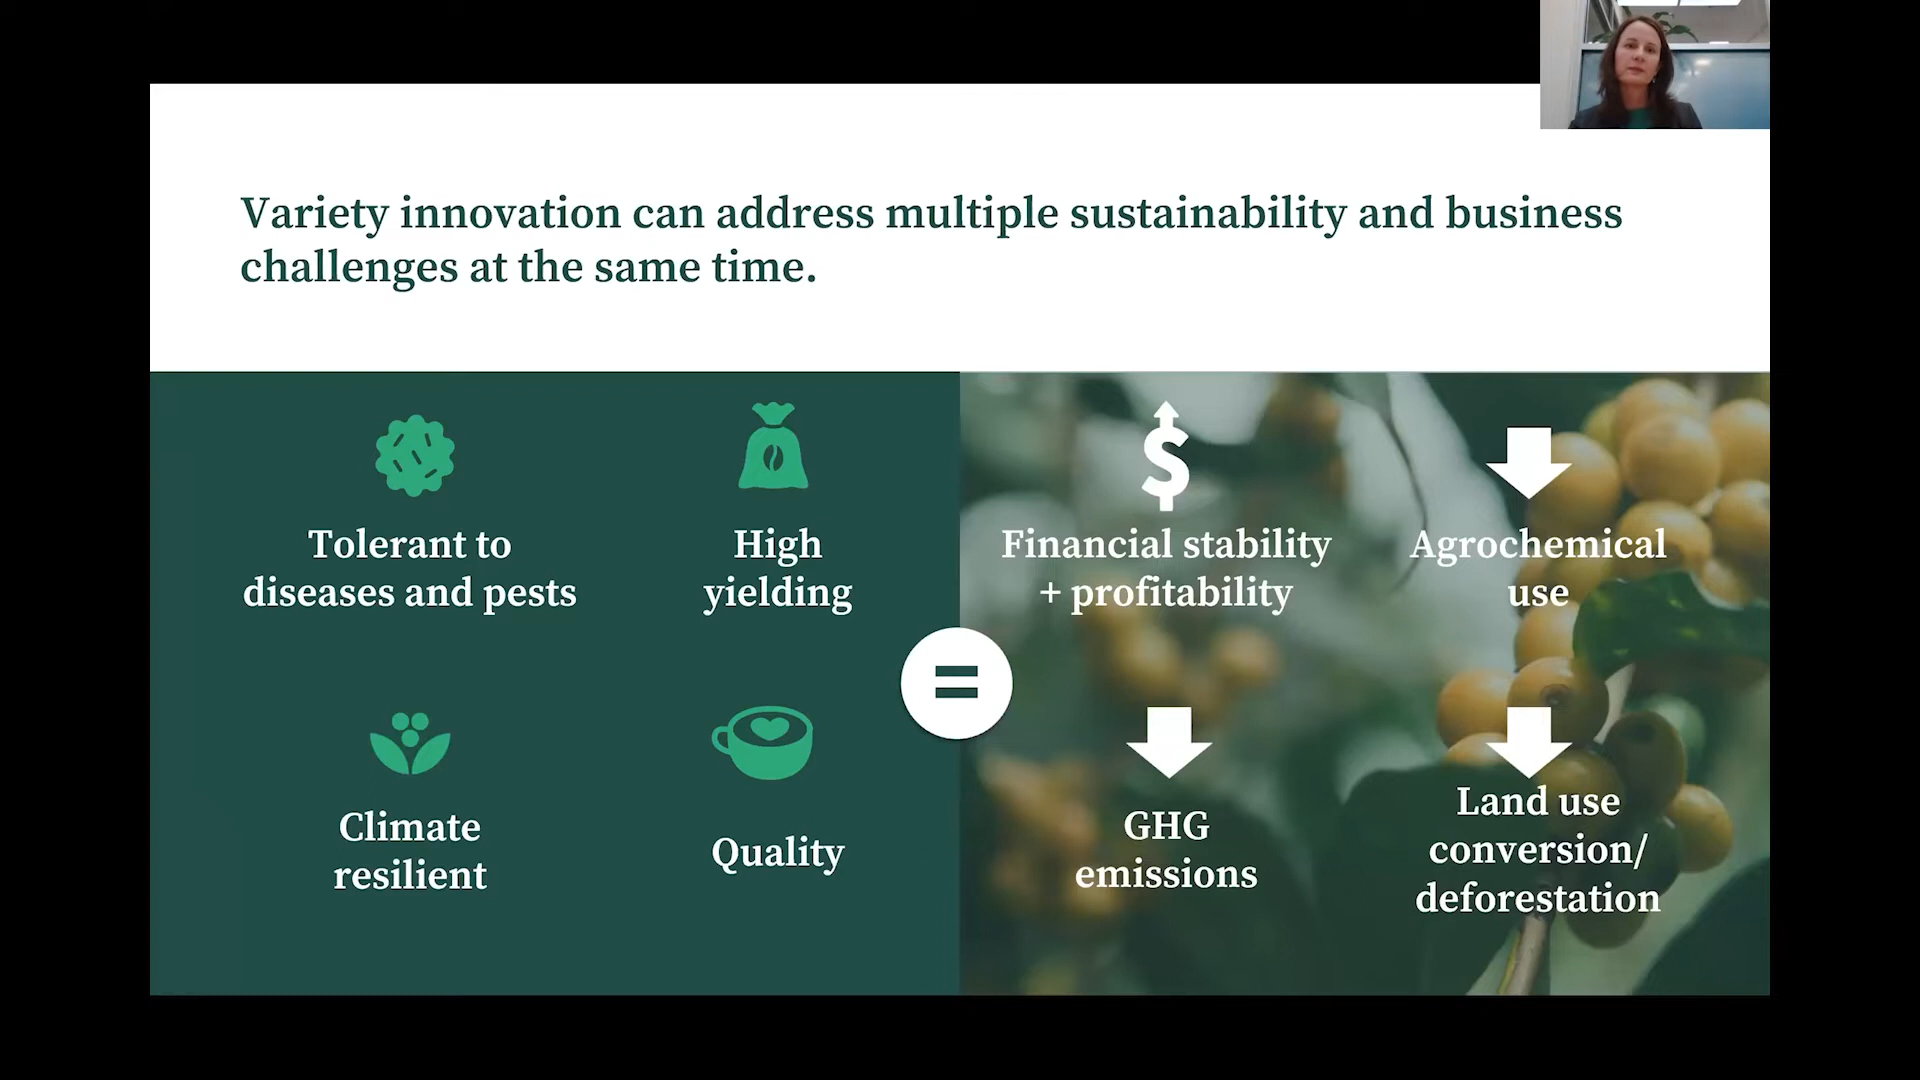 Variety innovation can address multiple sustainability and business
challenges at the same time.
Tolerant to
diseases and pests
High
yielding
Climate
resilient
Quality
=
$
Financial stability
+ profitability
Agrochemical
use
GHG
emissions
Land use
conversion/
deforestation